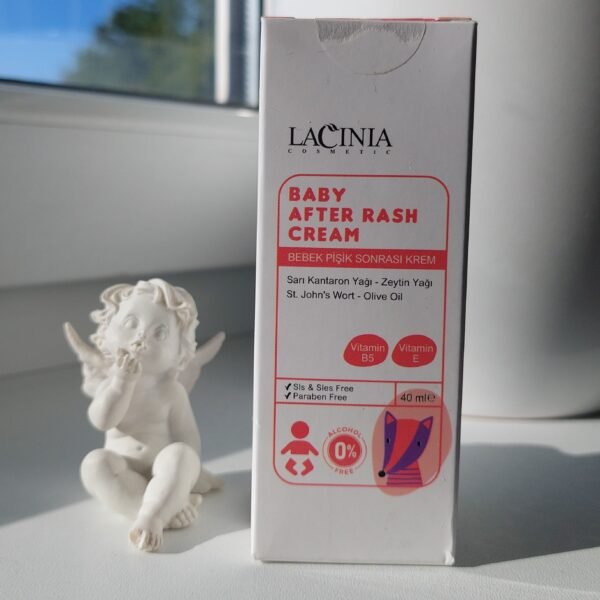 LACINIA
COSMETIC
BABY
AFTER RASH
CREAM
BEBEK PİŞİK SONRASI KREM
Sarı Kantaron Yağı - Zeytin Yağı
St. John's Wort - Olive Oil
Vitamin
B5
Vitamin
E
✓ Sls & Sles Free
✓ Paraben Free
40 ml℮
ALCOHOL
0%
FREE